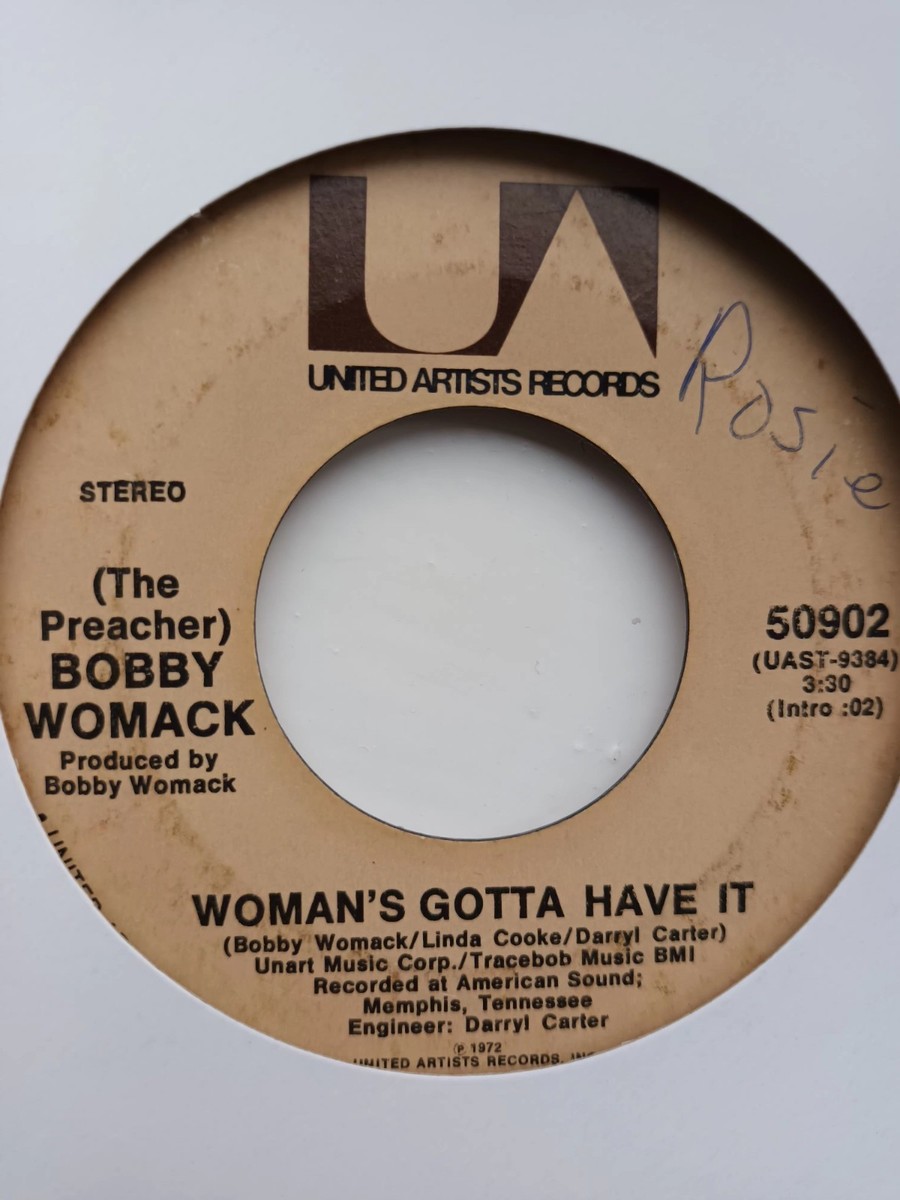 UA
UNITED ARTISTS RECORDS
Rosie
STEREO
(The
Preacher)
BOBBY
WOMACK
Produced by
Bobby Womack
50902
(UAST-9384)
3:30
(Intro :02)
WOMAN'S GOTTA HAVE IT
(Bobby Womack/Linda Cooke/Darryl Carter)
Unart Music Corp./Tracebob Music BMI
Recorded at American Sound;
Memphis, Tennessee
Engineer: Darryl Carter
℗ 1972
UNITED ARTISTS RECORDS, INC